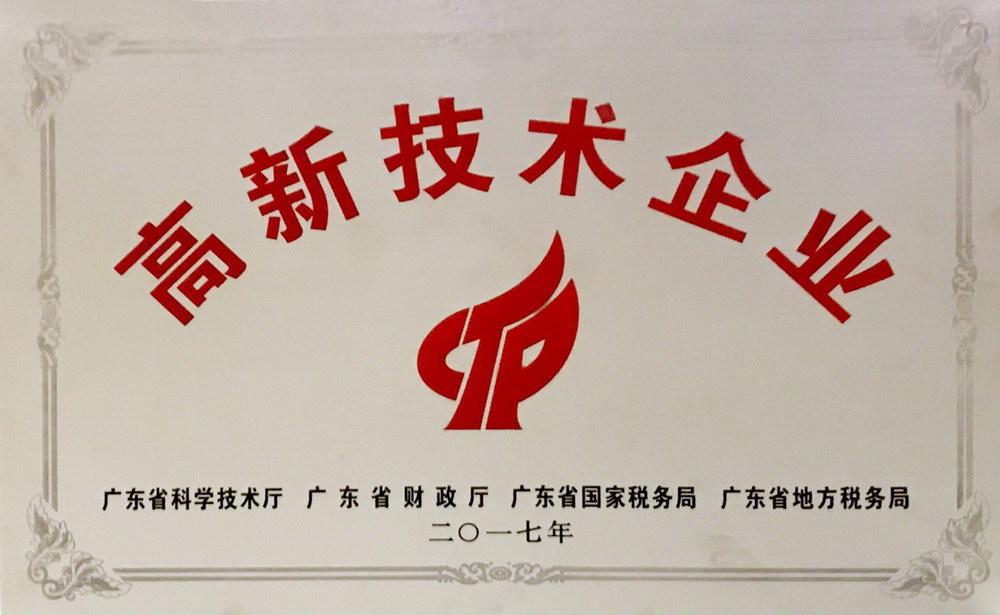 高新技术企业
广东省科学技术厅 广东省财政厅 广东省国家税务局 广东省地方税务局
二〇一七年